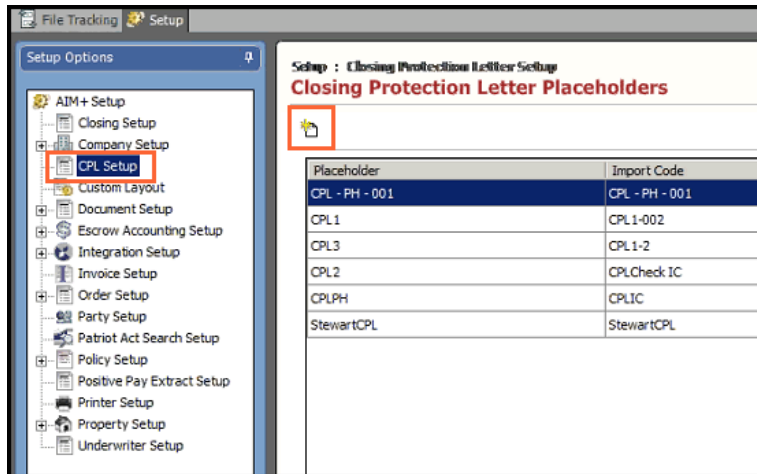 File Tracking Setup
Setup Options
AIM+ Setup
Closing Setup
Company Setup
CPL Setup
Custom Layout
Document Setup
Escrow Accounting Setup
Integration Setup
Invoice Setup
Order Setup
Party Setup
Patriot Act Search Setup
Policy Setup
Positive Pay Extract Setup
Printer Setup
Property Setup
Underwriter Setup
Setup : Closing Protection Letter Setup
Closing Protection Letter Placeholders
Placeholder Import Code
CPL - PH - 001 CPL - PH - 001
CPL1 CPL1-002
CPL3 CPL1-2
CPL2 CPLCheck IC
CPLPH CPLIC
StewartCPL StewartCPL